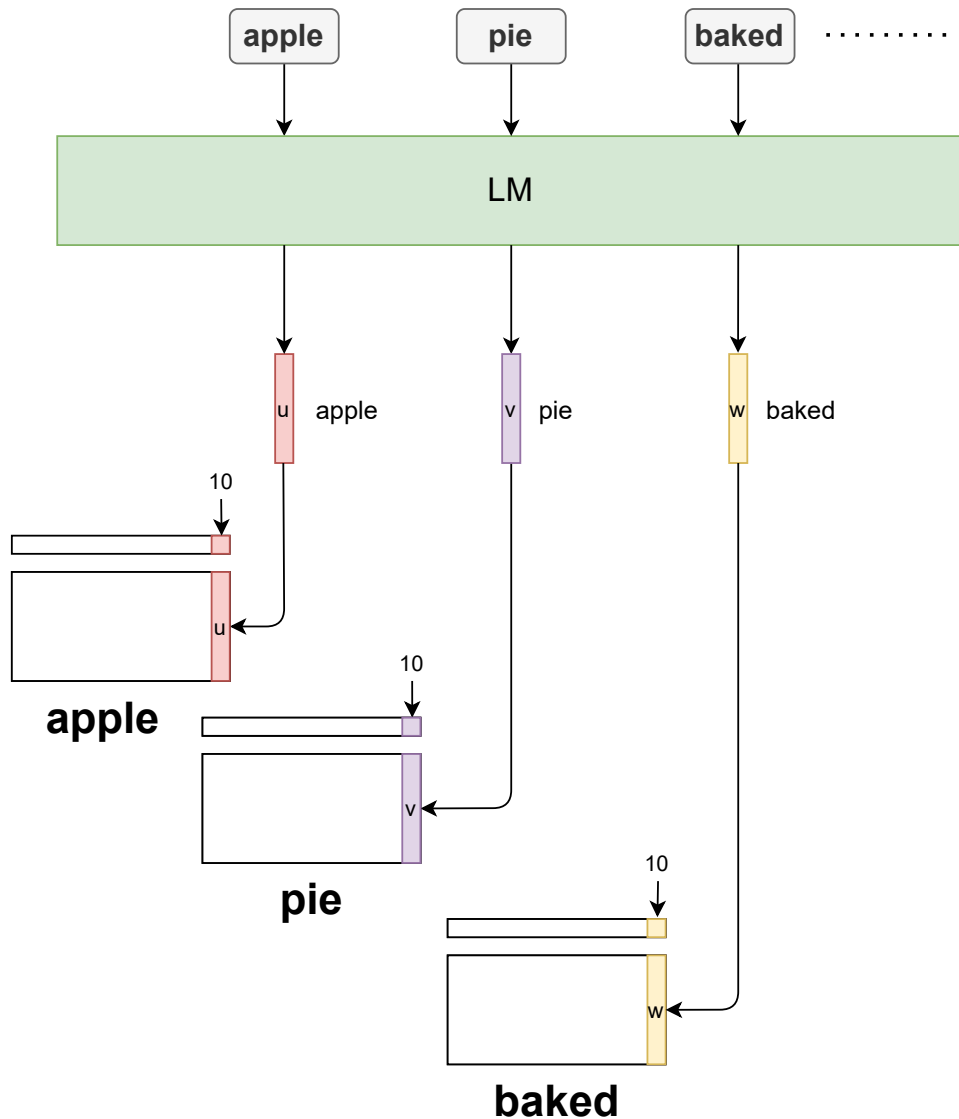 apple pie baked .........
LM
u apple v pie w baked
10
u
apple
10
v
pie
10
w
baked